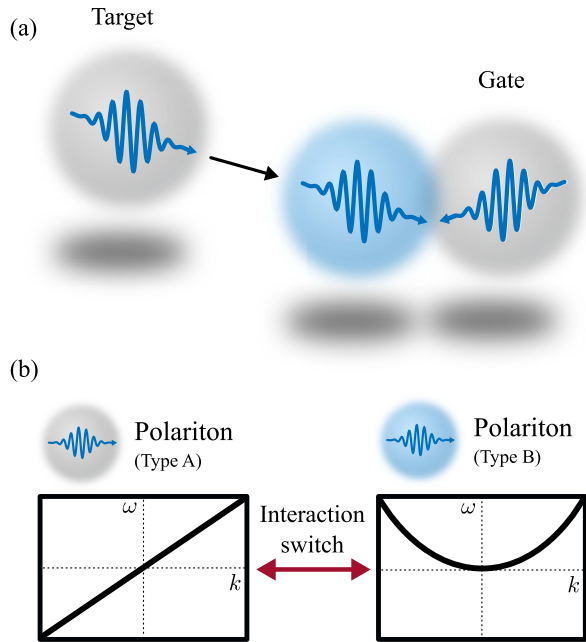 (a)
Target
Gate
(b)
Polariton
(Type A)
Polariton
(Type B)
ω
k
Interaction
switch
ω
k